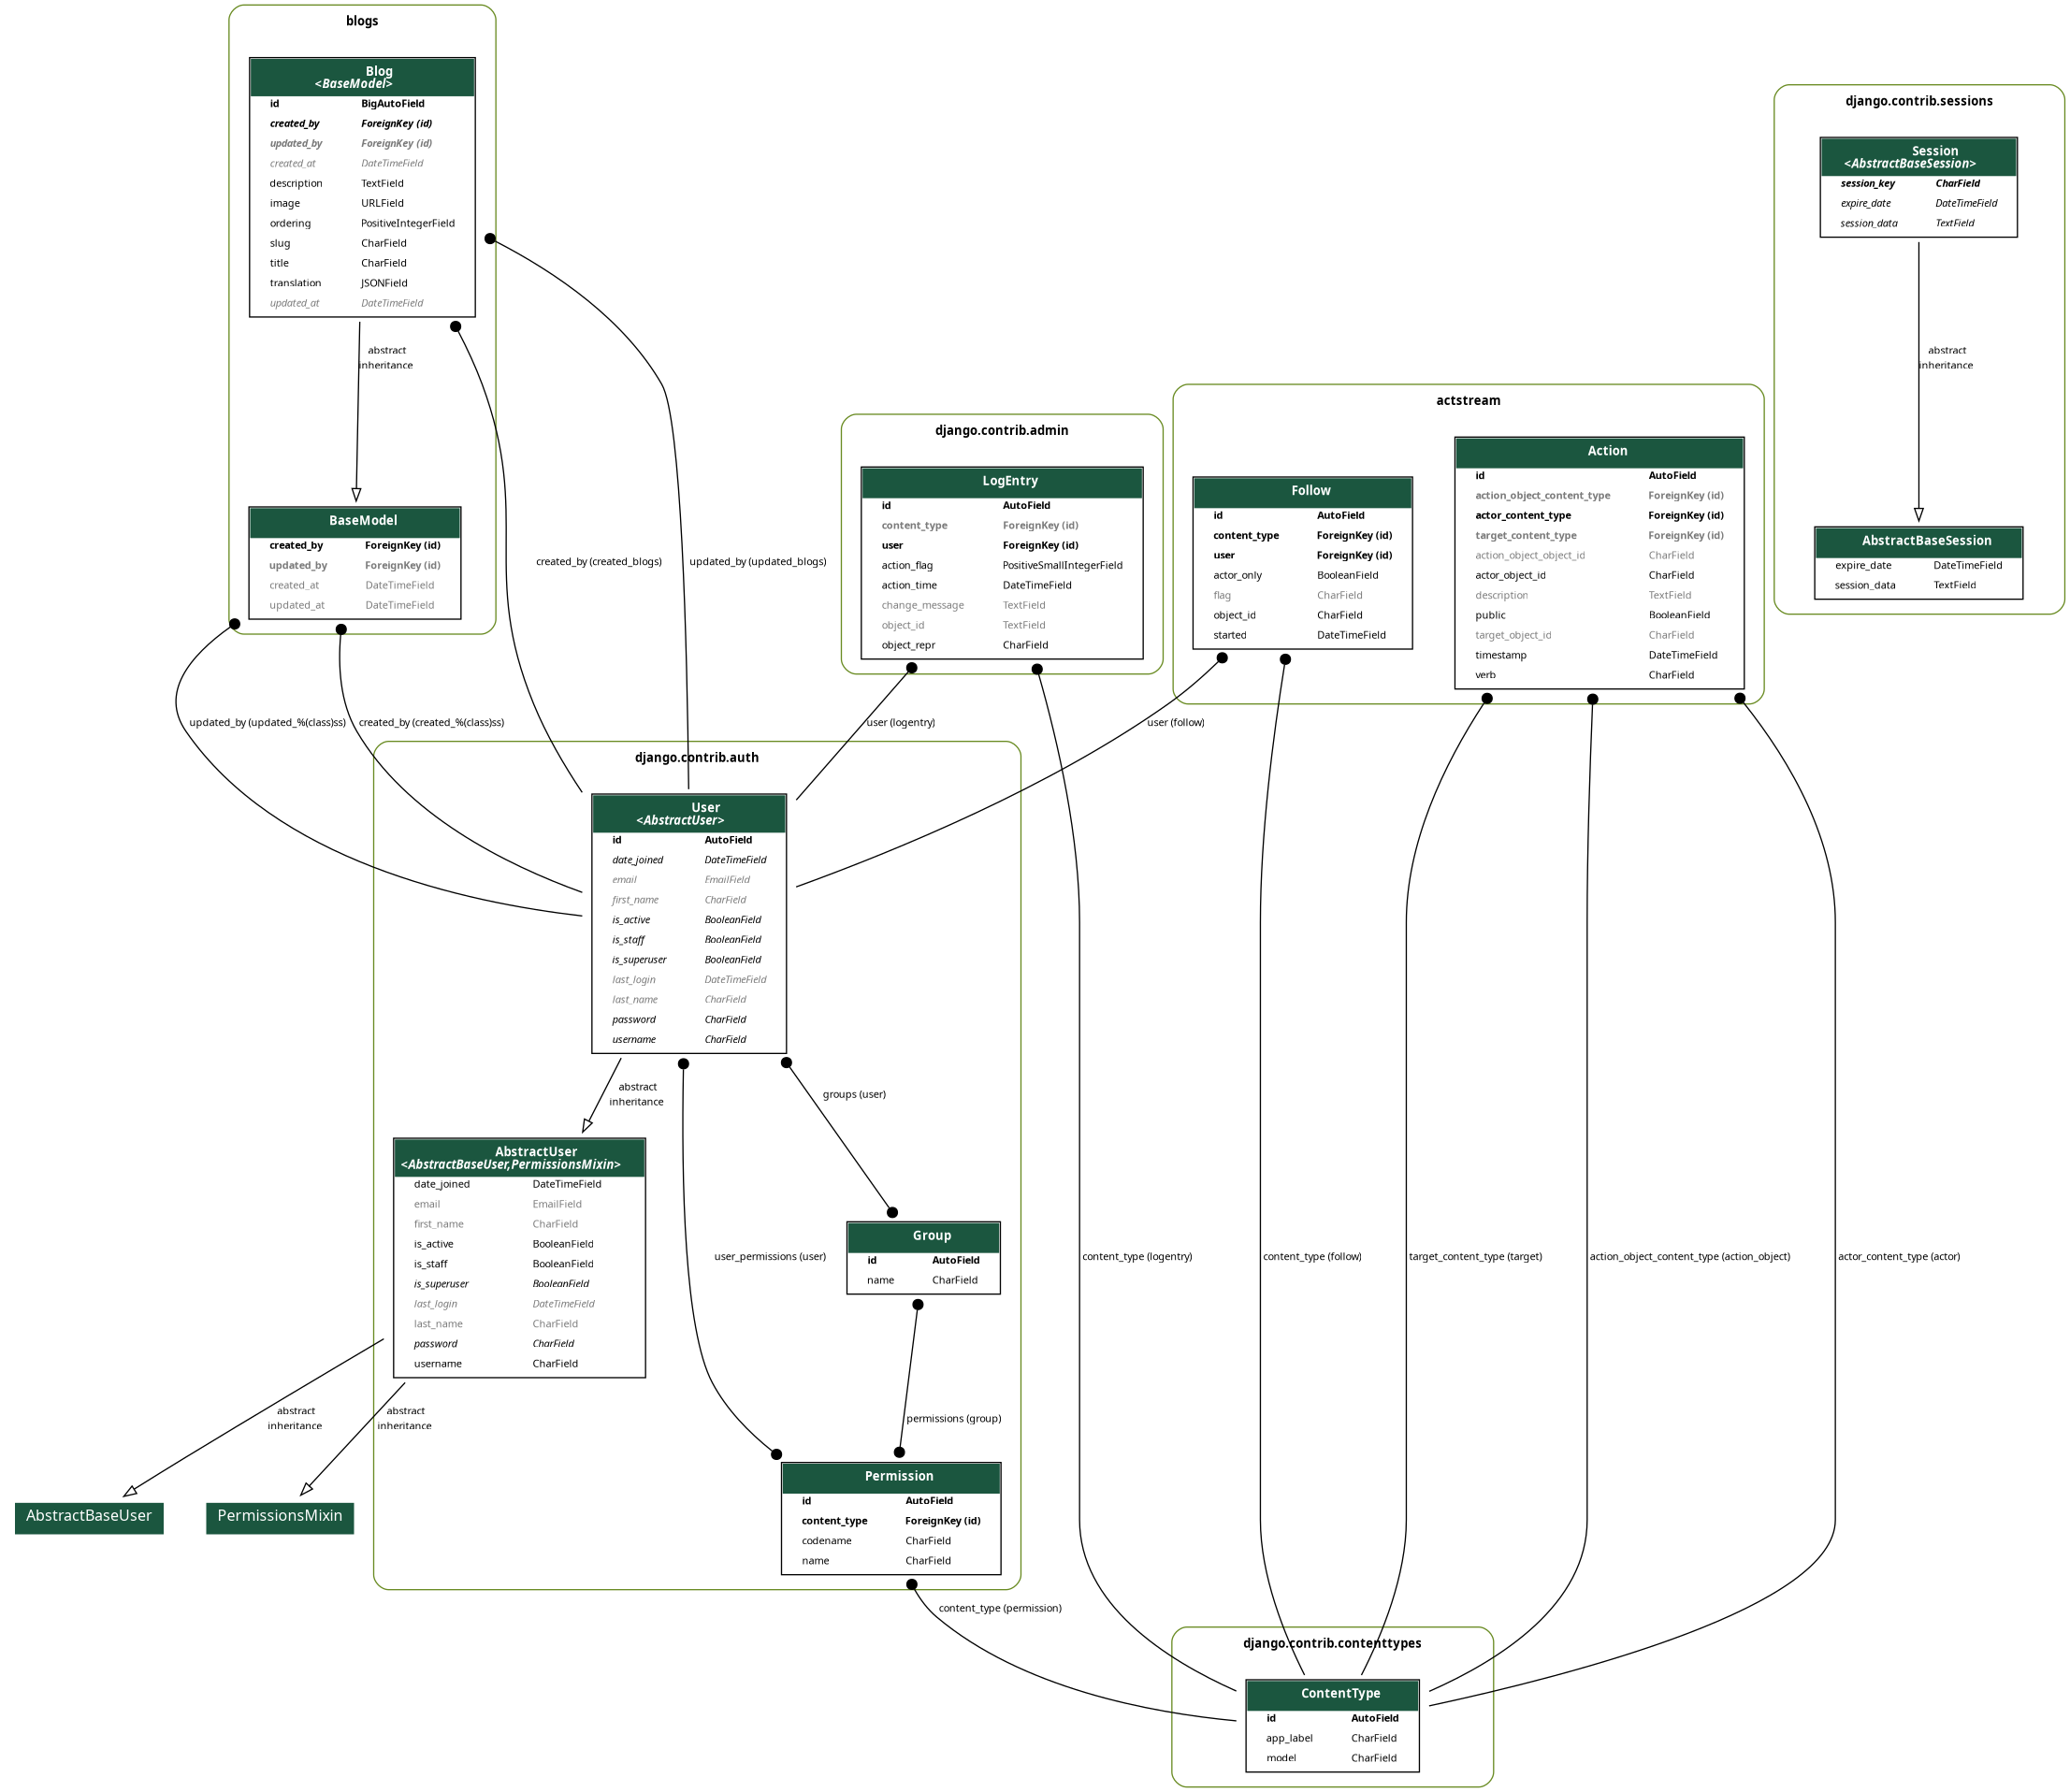 blogs
Blog
<BaseModel>
id BigAutoField
created_by ForeignKey (id)
updated_by ForeignKey (id)
created_at DateTimeField
description TextField
image URLField
ordering PositiveIntegerField
slug CharField
title CharField
translation JSONField
updated_at DateTimeField
abstract
inheritance
BaseModel
created_by ForeignKey (id)
updated_by ForeignKey (id)
created_at DateTimeField
updated_at DateTimeField
created_by (created_blogs)
updated_by (updated_blogs)
updated_by (updated_%(class)ss)
created_by (created_%(class)ss)
django.contrib.admin
LogEntry
id AutoField
content_type ForeignKey (id)
user ForeignKey (id)
action_flag PositiveSmallIntegerField
action_time DateTimeField
change_message TextField
object_id TextField
object_repr CharField
user (logentry)
actstream
Follow
id AutoField
content_type ForeignKey (id)
user ForeignKey (id)
actor_only BooleanField
flag CharField
object_id CharField
started DateTimeField
user (follow)
Action
id AutoField
action_object_content_type ForeignKey (id)
actor_content_type ForeignKey (id)
target_content_type ForeignKey (id)
action_object_object_id CharField
actor_object_id CharField
description TextField
public BooleanField
target_object_id CharField
timestamp DateTimeField
verb CharField
django.contrib.sessions
Session
<AbstractBaseSession>
session_key CharField
expire_date DateTimeField
session_data TextField
abstract
inheritance
AbstractBaseSession
expire_date DateTimeField
session_data TextField
django.contrib.auth
User
<AbstractUser>
id AutoField
date_joined DateTimeField
email EmailField
first_name CharField
is_active BooleanField
is_staff BooleanField
is_superuser BooleanField
last_login DateTimeField
last_name CharField
password CharField
username CharField
abstract
inheritance
groups (user)
AbstractUser
<AbstractBaseUser,PermissionsMixin>
date_joined DateTimeField
email EmailField
first_name CharField
is_active BooleanField
is_staff BooleanField
is_superuser BooleanField
last_login DateTimeField
last_name CharField
password CharField
username CharField
user_permissions (user)
Group
id AutoField
name CharField
content_type (logentry)
content_type (follow)
target_content_type (target)
action_object_content_type (action_object)
actor_content_type (actor)
abstract
inheritance
abstract
inheritance
permissions (group)
AbstractBaseUser
PermissionsMixin
Permission
id AutoField
content_type ForeignKey (id)
codename CharField
name CharField
content_type (permission)
django.contrib.contenttypes
ContentType
id AutoField
app_label CharField
model CharField